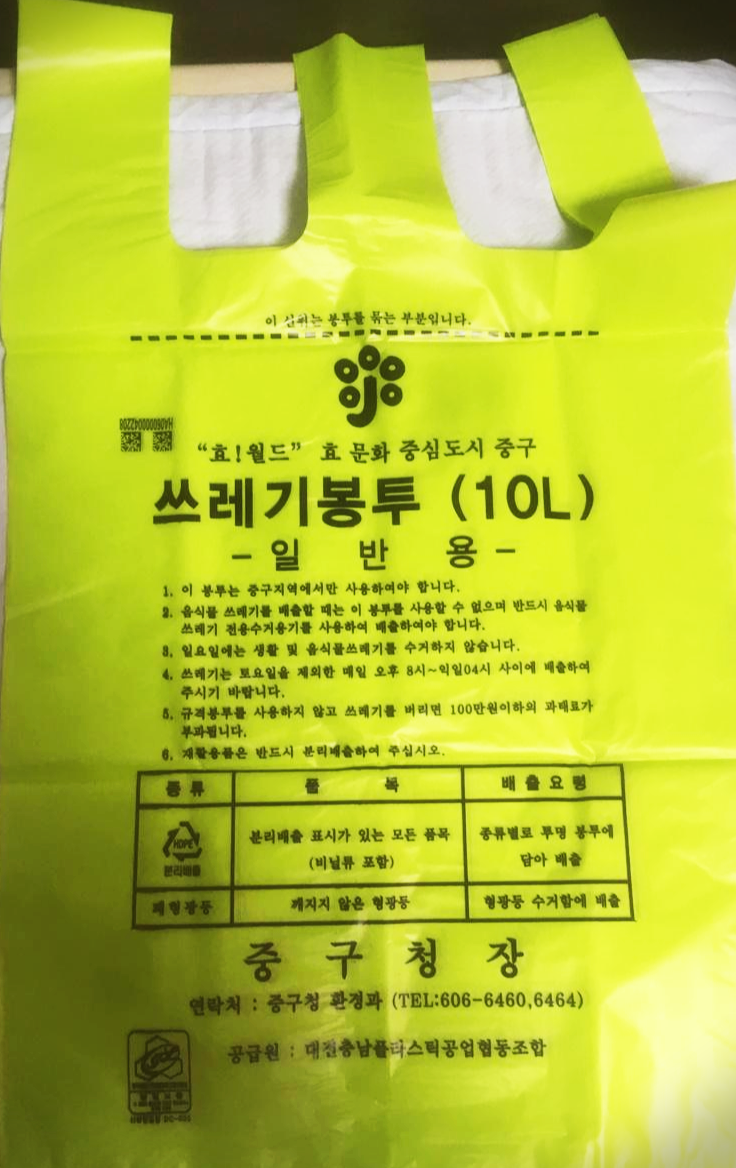 이 선위는 봉투를 묶는 부분입니다.
HA06000004Z208
“효!월드” 효 문화 중심도시 중구
쓰레기봉투 (10L)
- 일 반 용 -
1. 이 봉투는 중구지역에서만 사용하여야 합니다.
2. 음식물 쓰레기를 배출할 때는 이 봉투를 사용할 수 없으며 반드시 음식물
쓰레기 전용수거용기를 사용하여 배출하여야 합니다.
3. 일요일에는 생활 및 음식물쓰레기를 수거하지 않습니다.
4. 쓰레기는 토요일을 제외한 매일 오후 8시~익일04시 사이에 배출하여
주시기 바랍니다.
5. 규격봉투를 사용하지 않고 쓰레기를 버리면 100만원이하의 과태료가
부과됩니다.
6. 재활용품은 반드시 분리배출하여 주십시오.
종 류 품 목 배 출 요 령
HDPE
분리배출
분리배출 표시가 있는 모든 품목
(비닐류 포함)
종류별로 투명 봉투에
담아 배출
폐형광등 깨지지 않은 형광등 형광등 수거함에 배출
중 구 청 장
연락처 : 중구청 환경과 (TEL:606-6460,6464)
공급원 : 대전충남플라스틱공업협동조합